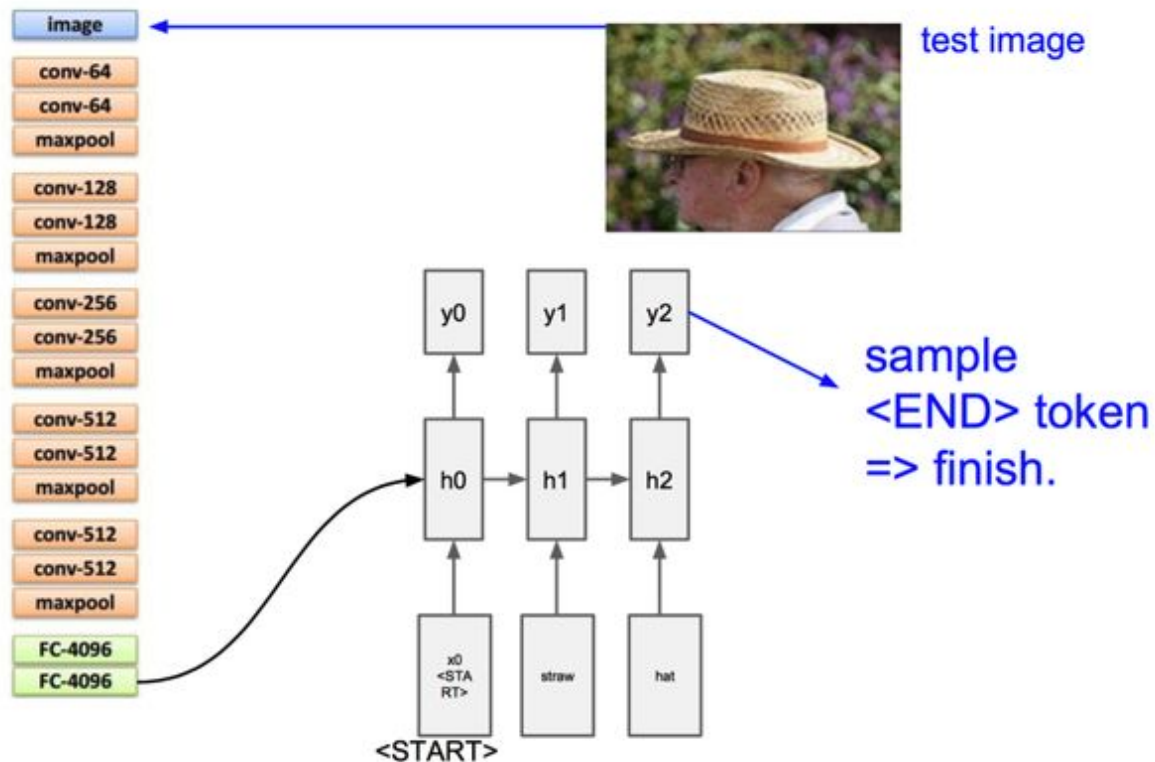 image
conv-64
conv-64
maxpool
conv-128
conv-128
maxpool
conv-256
conv-256
maxpool
conv-512
conv-512
maxpool
conv-512
conv-512
maxpool
FC-4096
FC-4096
test image
y0
y1
y2
sample
<END> token
=> finish.
h0
h1
h2
x0
<STA
RT>
straw
hat
<START>